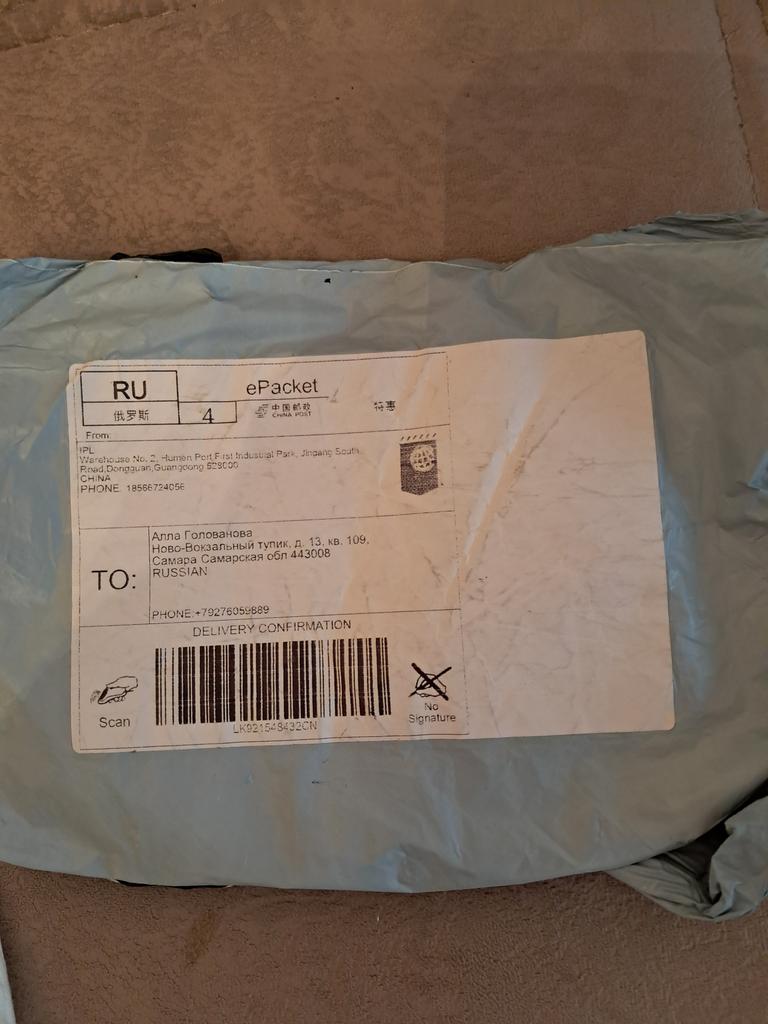 RU
俄罗斯
4
ePacket
中国邮政
CHINA POST
特惠
From:
IPL
Warehouse No. 2, Humen Port First Industrial Park, Jingang South
Road,Dongguan,Guangdong 523000
CHINA
PHONE: 18566724056
TO:
Алла Голованова
Ново-Вокзальный тупик, д. 13, кв. 109,
Самара Самарская обл 443008
RUSSIAN
PHONE:+79276059889
DELIVERY CONFIRMATION
Scan
LK921548432CN
No
Signature